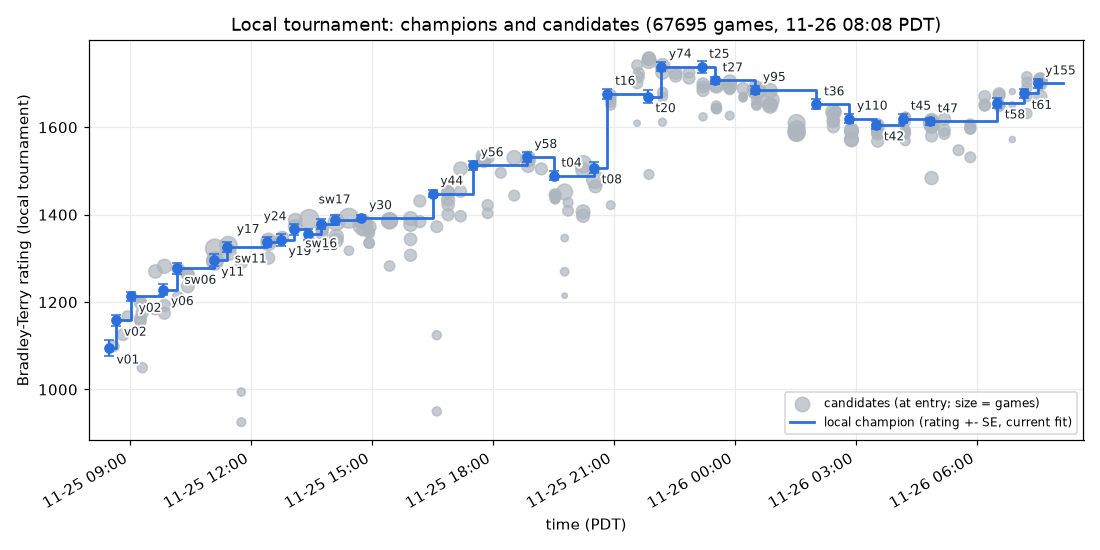 Local tournament: champions and candidates (67695 games, 11-26 08:08 PDT)
Bradley-Terry rating (local tournament)
1600
1400
1200
1000
v01
v02
y02
y06
sw06
y11
sw11
y17
y24
y19
sw16
sw17
y30
y44
y56
y58
t04
t08
t16
t20
y74
t25
t27
y95
t36
y110
t42
t45
t47
t58
t61
y155
candidates (at entry; size = games)
local champion (rating +- SE, current fit)
11-25 09:00
11-25 12:00
11-25 15:00
11-25 18:00
11-25 21:00
11-26 00:00
11-26 03:00
11-26 06:00
time (PDT)